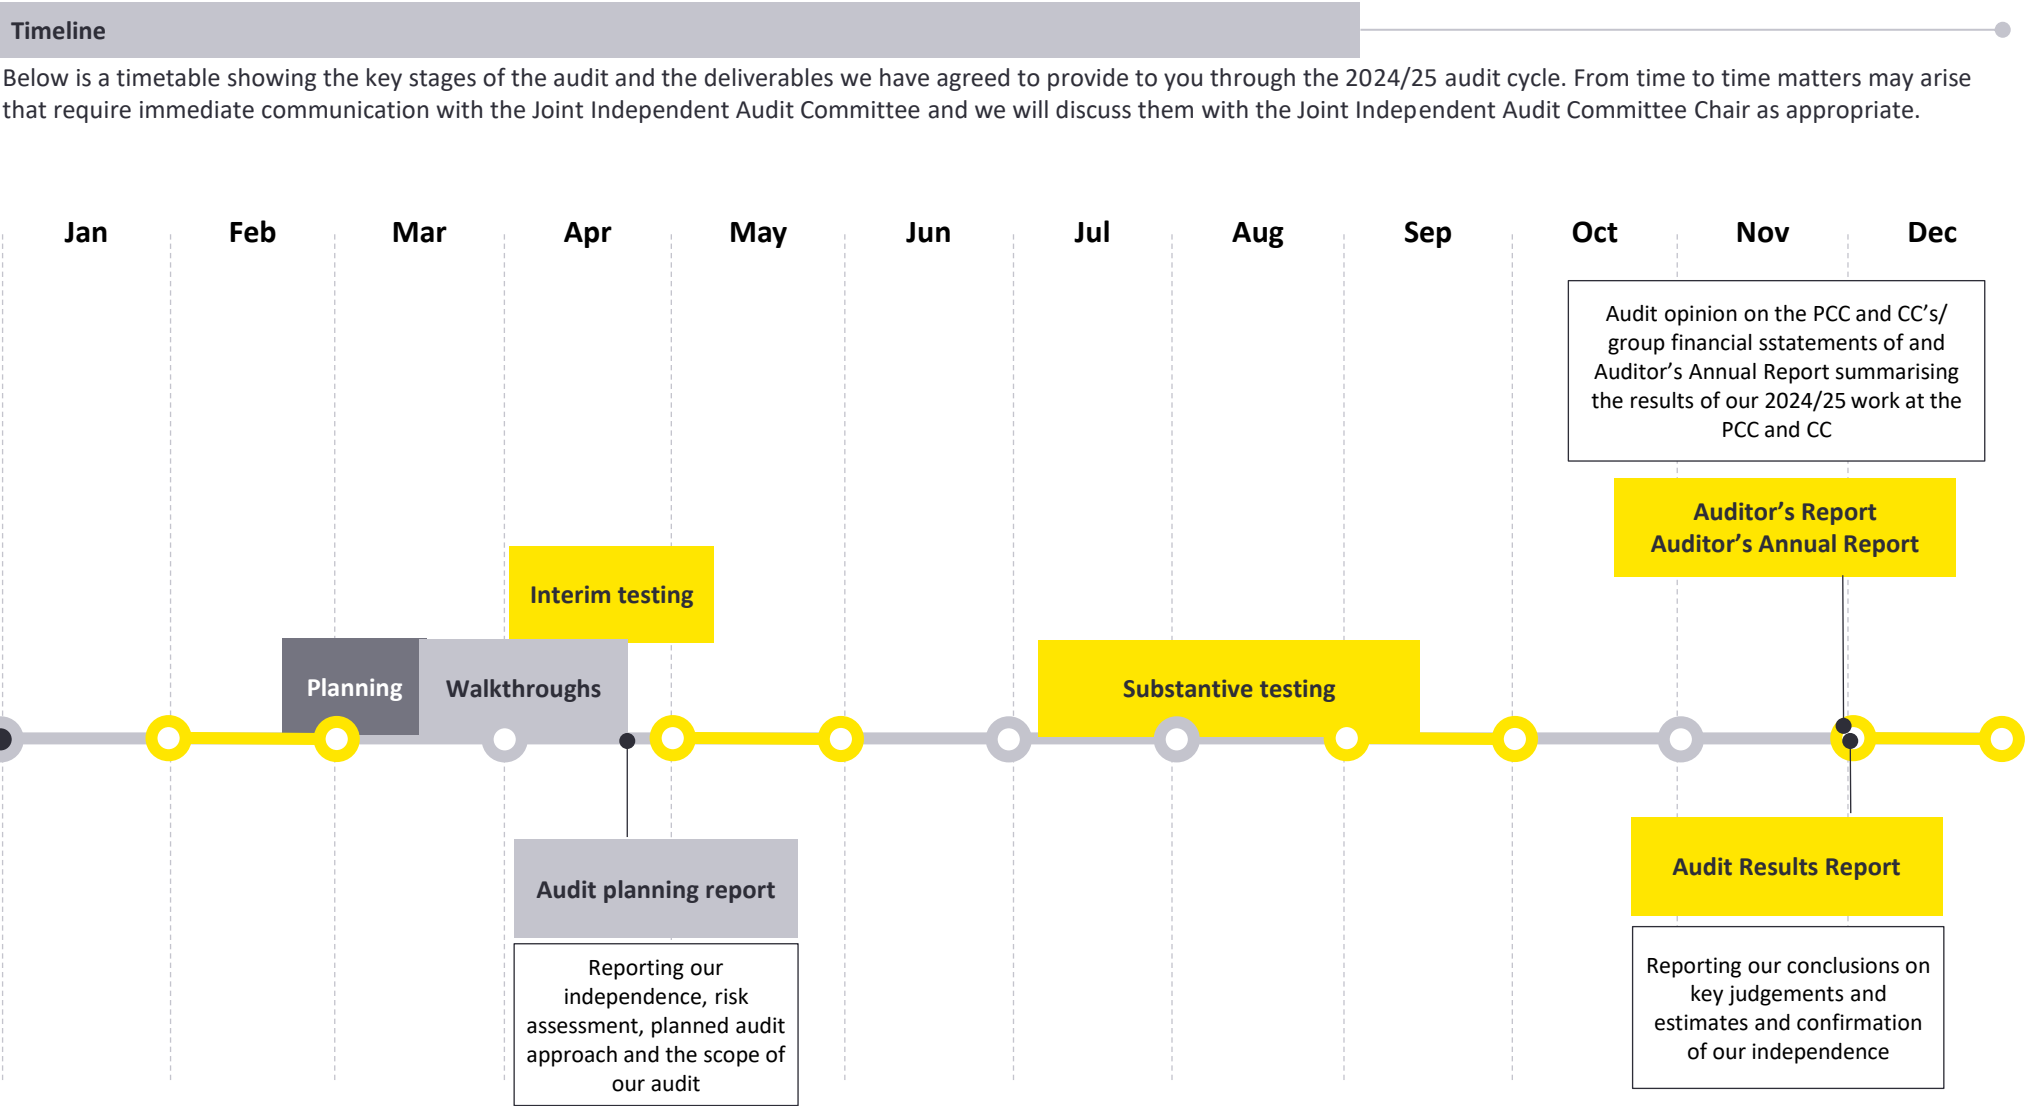 Timeline
Below is a timetable showing the key stages of the audit and the deliverables we have agreed to provide to you through the 2024/25 audit cycle. From time to time matters may arise
that require immediate communication with the Joint Independent Audit Committee and we will discuss them with the Joint Independent Audit Committee Chair as appropriate.
Jan Feb Mar Apr May Jun Jul Aug Sep Oct Nov Dec
Audit opinion on the PCC and CC's/
group financial sstatements of and
Auditor's Annual Report summarising
the results of our 2024/25 work at the
PCC and CC
Auditor's Report
Auditor's Annual Report
Interim testing
Planning
Walkthroughs
Substantive testing
Audit planning report
Reporting our
independence, risk
assessment, planned audit
approach and the scope of
our audit
Audit Results Report
Reporting our conclusions on
key judgements and
estimates and confirmation
of our independence